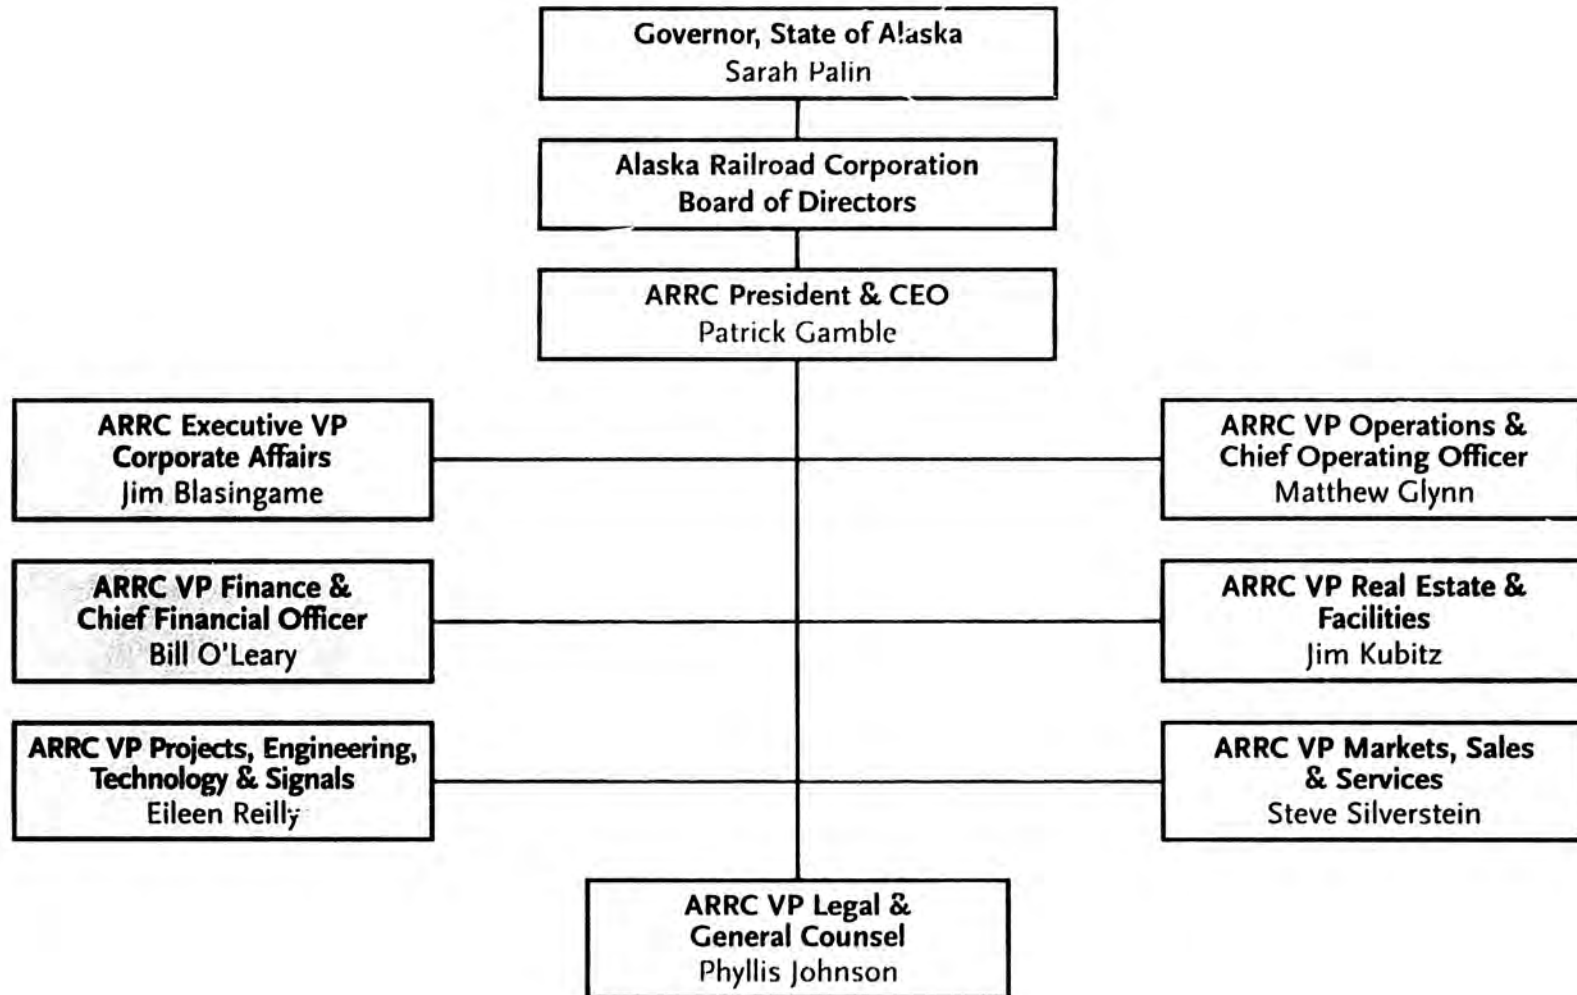 Governor, State of Alaska
Sarah Palin
Alaska Railroad Corporation
Board of Directors
ARRC President & CEO
Patrick Gamble
ARRC Executive VP
Corporate Affairs
Jim Blasingame
ARRC VP Operations &
Chief Operating Officer
Matthew Glynn
ARRC VP Finance &
Chief Financial Officer
Bill O'Leary
ARRC VP Real Estate &
Facilities
Jim Kubitz
ARRC VP Projects, Engineering,
Technology & Signals
Eileen Reilly
ARRC VP Markets, Sales
& Services
Steve Silverstein
ARRC VP Legal &
General Counsel
Phyllis Johnson